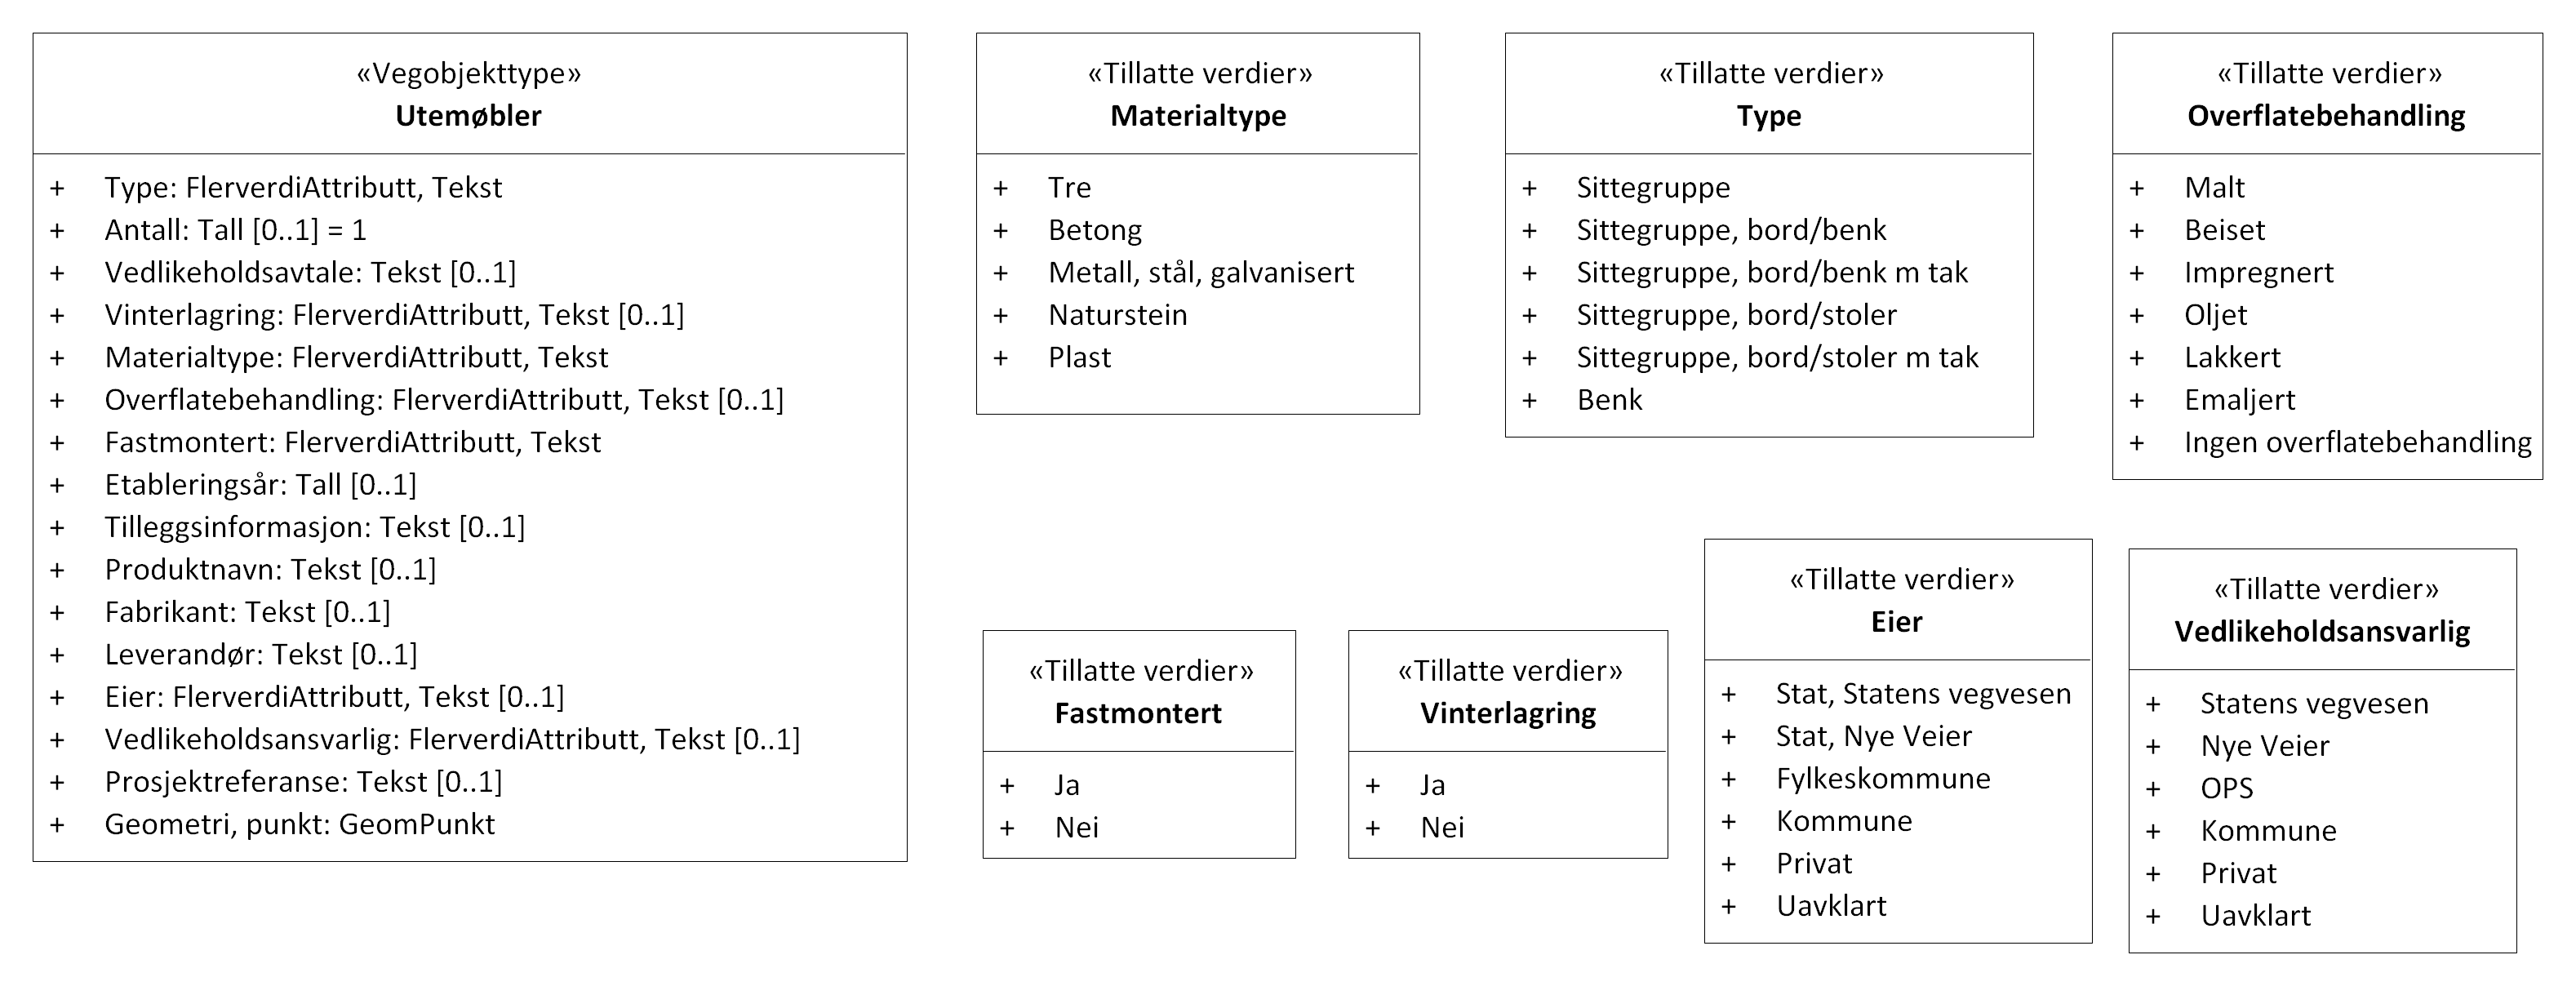 «Vegobjekttype»
Utemøbler
+ Type: FlerverdiAttributt, Tekst
+ Antall: Tall [0..1] = 1
+ Vedlikeholdsavtale: Tekst [0..1]
+ Vinterlagring: FlerverdiAttributt, Tekst [0..1]
+ Materialtype: FlerverdiAttributt, Tekst
+ Overflatebehandling: FlerverdiAttributt, Tekst [0..1]
+ Fastmontert: FlerverdiAttributt, Tekst
+ Etableringsår: Tall [0..1]
+ Tilleggsinformasjon: Tekst [0..1]
+ Produktnavn: Tekst [0..1]
+ Fabrikant: Tekst [0..1]
+ Leverandør: Tekst [0..1]
+ Eier: FlerverdiAttributt, Tekst [0..1]
+ Vedlikeholdsansvarlig: FlerverdiAttributt, Tekst [0..1]
+ Prosjektreferanse: Tekst [0..1]
+ Geometri, punkt: GeomPunkt
«Tillatte verdier»
Materialtype
+ Tre
+ Betong
+ Metall, stål, galvanisert
+ Naturstein
+ Plast
«Tillatte verdier»
Type
+ Sittegruppe
+ Sittegruppe, bord/benk
+ Sittegruppe, bord/benk m tak
+ Sittegruppe, bord/stoler
+ Sittegruppe, bord/stoler m tak
+ Benk
«Tillatte verdier»
Overflatebehandling
+ Malt
+ Beiset
+ Impregnert
+ Oljet
+ Lakkert
+ Emaljert
+ Ingen overflatebehandling
«Tillatte verdier»
Fastmontert
+ Ja
+ Nei
«Tillatte verdier»
Vinterlagring
+ Ja
+ Nei
«Tillatte verdier»
Eier
+ Stat, Statens vegvesen
+ Stat, Nye Veier
+ Fylkeskommune
+ Kommune
+ Privat
+ Uavklart
«Tillatte verdier»
Vedlikeholdsansvarlig
+ Statens vegvesen
+ Nye Veier
+ OPS
+ Kommune
+ Privat
+ Uavklart